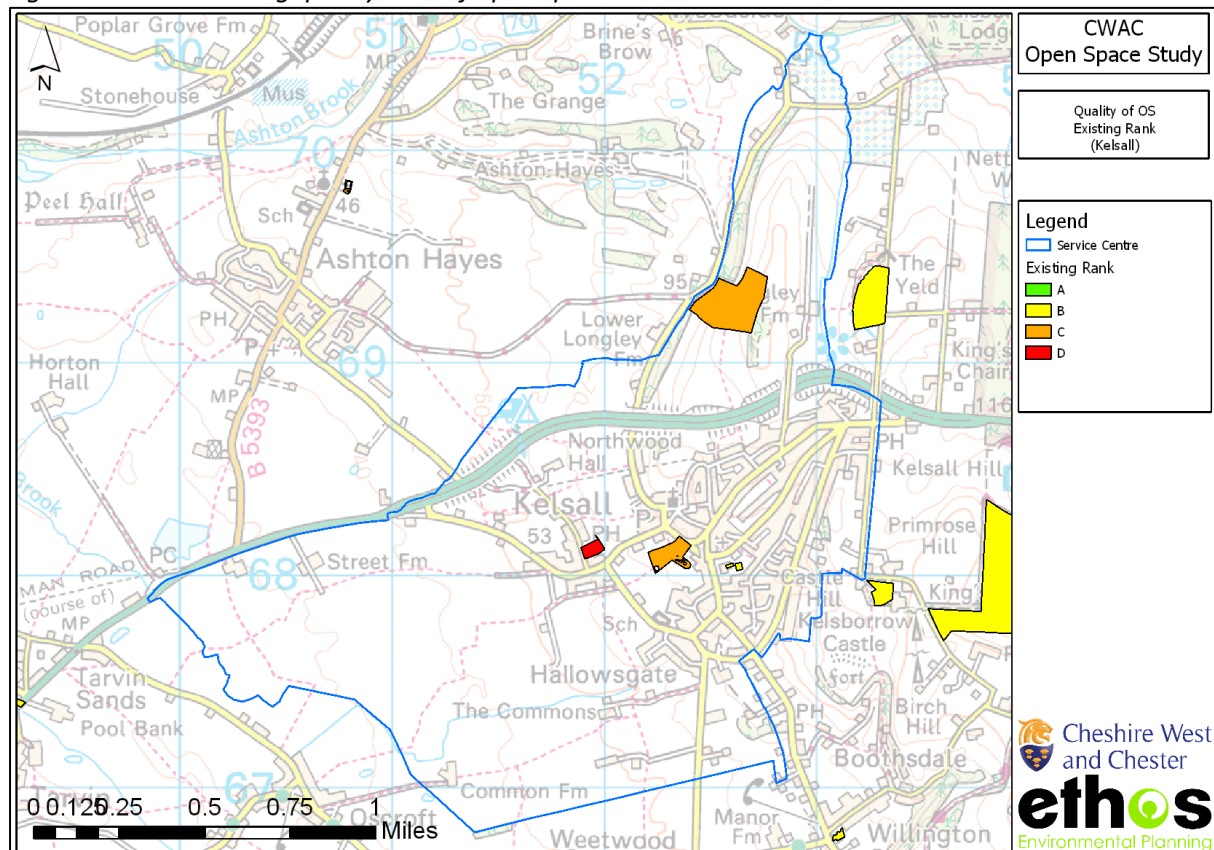 CWAC
Open Space Study
Quality of OS
Existing Rank
(Kelsall)
Legend
Service Centre
Existing Rank
A
B
C
D
Cheshire West
and Chester
ethos
Environmental Planning
N
Poplar Grove Fm
50
51
MP
Brine's
Brow
52
Stonehouse
Mus
Ashton Brook
The Grange
70
Ashton Hayes
Peel Hall
Sch
46
Ashton Hayes
95
The
Yeld
PH
Lower
Longley
Fm
King's
Chain
Horton
Hall
69
MP
B 5393
116
Northwood
Hall
PH
Kelsall Hill
Brook
Kelsall
PH
P
53
Primrose
Hill
PC
Street Fm
68
MAN ROAD
(course of)
MP
Castle
Hill
King
Sch
Kelsborrow
Castle
Tarvin
Sands
Hallowsgate
fort
Pool Bank
The Commons
PH
Birch
Hill
Boothsdale
67
Common Fm
Tarvin
Oscroft
Weetwood
Manor
Fm
Willington
0 0.125 0.25 0.5 0.75 1
Miles